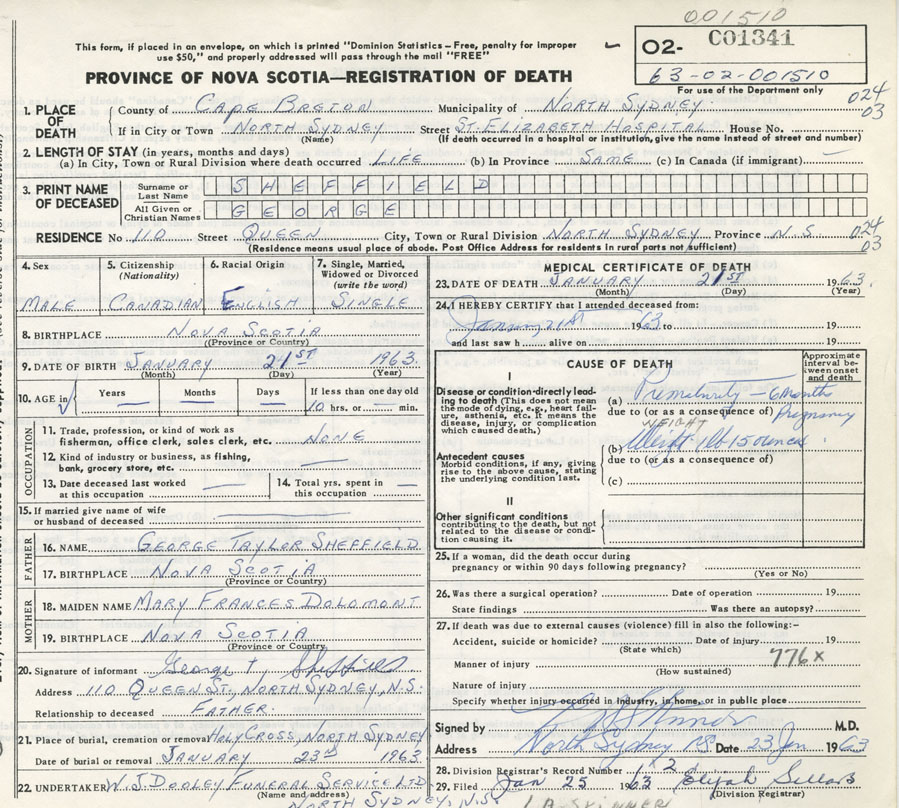 001510
This form, if placed in an envelope, on which is printed "Dominion Statistics – Free, penalty for improper
use $50," and properly addressed will pass through the mail "FREE"
02- C01341
63-02-001510
For use of the Department only
PROVINCE OF NOVA SCOTIA—REGISTRATION OF DEATH
024
03
1. PLACE OF DEATH
County of CAPE BRETON Municipality of NORTH SYDNEY
If in City or Town NORTH SYDNEY Street ST. ELIZABETH HOSPITAL House No.
(Name) (If death occurred in a hospital or institution, give the name instead of street and number)
2. LENGTH OF STAY (in years, months and days)
(a) In City, Town or Rural Division where death occurred LIFE (b) In Province SAME (c) In Canada (if immigrant) —
3. PRINT NAME OF DECEASED
Surname or Last Name SHEFFIELD
All Given or Christian Names GEORGE
RESIDENCE No 110 Street QUEEN City, Town or Rural Division NORTH SYDNEY Province N.S. 024
03
(Residence means usual place of abode. Post Office Address for residents in rural parts not sufficient)
4. Sex 5. Citizenship (Nationality) 6. Racial Origin 7. Single, Married, Widowed or Divorced (write the word)
MALE CANADIAN ENGLISH SINGLE
8. BIRTHPLACE NOVA SCOTIA
(Province or Country)
9. DATE OF BIRTH JANUARY 21ST 1963
(Month) (Day) (Year)
10. AGE in Years Months Days If less than one day old
— — — 10 hrs. or — min.
OCCUPATION
11. Trade, profession, or kind of work as
fisherman, office clerk, sales clerk, etc. NONE
12. Kind of industry or business, as fishing,
bank, grocery store, etc. —
13. Date deceased last worked at this occupation —
14. Total yrs. spent in this occupation —
15. If married give name of wife
or husband of deceased —
FATHER
16. NAME GEORGE TAYLOR SHEFFIELD
17. BIRTHPLACE NOVA SCOTIA
(Province or Country)
MOTHER
18. MAIDEN NAME MARY FRANCES DOLOMONT
19. BIRTHPLACE NOVA SCOTIA
(Province or Country)
20. Signature of informant George T. Sheffield
Address 110 QUEEN ST., NORTH SYDNEY, N.S.
Relationship to deceased FATHER.
21. Place of burial, cremation or removal HOLY CROSS, NORTH SYDNEY
Date of burial or removal JANUARY 23rd 1963
22. UNDERTAKER W. J. DOOLEY FUNERAL SERVICE LTD
(Name and address)
NORTH SYDNEY, N.S.
MEDICAL CERTIFICATE OF DEATH
23. DATE OF DEATH JANUARY 21ST 1963.
(Month) (Day) (Year)
24. I HEREBY CERTIFY that I attended deceased from:
January 21st 1963 to 19
and last saw h alive on 19
CAUSE OF DEATH
Approximate interval between onset and death
I
Disease or condition directly leading to death (This does not mean the mode of dying, e.g., heart failure, asthenia, etc. It means the disease, injury, or complication which caused death.)
(a) Prematurity – 6 months
due to (or as a consequence of) pregnancy
WEIGHT
Antecedent causes
Morbid conditions, if any, giving rise to the above cause, stating the underlying condition last.
(b) Weight 1 lb 15 ounces
due to (or as a consequence of)
(c)
II
Other significant conditions
contributing to the death, but not related to the disease or condition causing it.
25. If a woman, did the death occur during
pregnancy or within 90 days following pregnancy?
(Yes or No)
26. Was there a surgical operation? Date of operation 19
State findings Was there an autopsy?
27. If death was due to external causes (violence) fill in also the following:–
Accident, suicide or homicide? Date of injury 19
(State which)
776x
Manner of injury
(How sustained)
Nature of injury
Specify whether injury occurred in industry, in home, or in public place
Signed by M.D.
Address North Sydney N.S. Date 23 Jan 1963
28. Division Registrar's Record Number
29. Filed Jan 25 1963 Elijah Sellars
(Division Registrar)
L.A. SKINNER